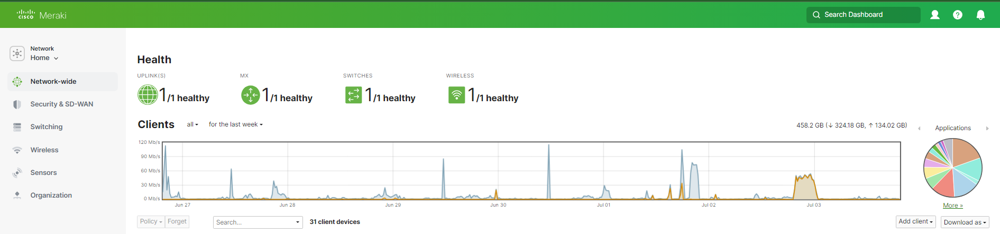 cisco Meraki
Search Dashboard
Network
Home
Network-wide
Security & SD-WAN
Switching
Wireless
Sensors
Organization
Health
UPLINK(S) MX SWITCHES WIRELESS
1/1 healthy 1/1 healthy 1/1 healthy 1/1 healthy
Clients all for the last week
458.2 GB (↓ 324.18 GB, ↑ 134.02 GB)
Applications
120 Mb/s
90 Mb/s
60 Mb/s
30 Mb/s
0 Mb/s
Jun 27 Jun 28 Jun 29 Jun 30 Jul 01 Jul 02 Jul 03
More »
Policy Forget Search... 31 client devices Add client Download as